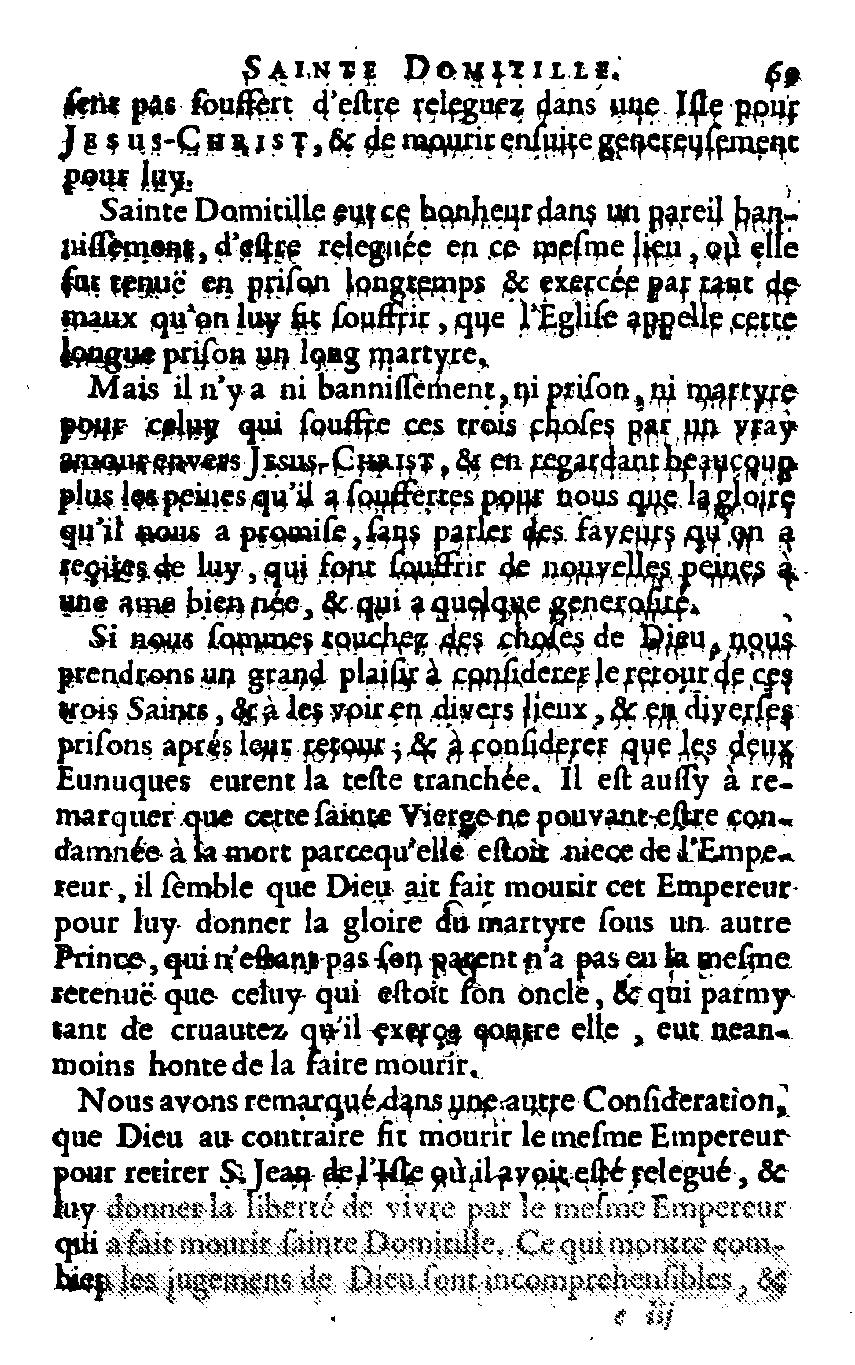 SAINTE DOMITILLE. 69
sent pas souffert d'estre releguez dans une Isle pour
JESUS-CHRIST, & de mourir ensuite genereusement
pour luy.
Sainte Domitille eut ce bonheur dans un pareil ban-
nissement, d'estre releguée en ce mesme lieu, où elle
fut tenuë en prison longtemps & exercée par tant de
maux qu'on luy fit souffrir, que l'Eglise appelle cette
longue prison un long martyre.
Mais il n'y a ni bannissement, ni prison, ni martyre
pour celuy qui souffre ces trois choses par un vray
amour envers JESUS-CHRIST, & en regardant beaucoup
plus les peines qu'il a souffertes pour nous que la gloire
qu'il nous a promise, sans parler des faveurs qu'on a
reçites de luy, qui font souffrir de nouvelles peines à
une ame bien née, & qui a quelque generosité.
Si nous sommes touchez des choses de Dieu, nous
prendrons un grand plaisir à considerer le retour de ces
trois Saints, & à les voir en divers lieux, & en diverses
prisons aprés leur retour; & à considerer que les deux
Eunuques eurent la teste tranchée. Il est aussy à re-
marquer que cette sainte Vierge ne pouvant estre con-
damnée à la mort parcequ'elle estoit niece de l'Empe-
reur, il semble que Dieu ait fait mourir cet Empereur
pour luy donner la gloire du martyre sous un autre
Prince, qui n'estant pas son parent n'a pas eu la mesme
retenuë que celuy qui estoit son oncle, & qui parmy
tant de cruautez qu'il exerça contre elle, eut nean-
moins honte de la faire mourir.
Nous avons remarqué dans une autre Consideration,
que Dieu au contraire fit mourir le mesme Empereur
pour retirer S. Jean de l'Isle où il avoit esté relegué, &
luy donner la liberté de vivre par le mesme Empereur
qui a fait mourir sainte Domitille. Ce qui montre com-
bien les jugemens de Dieu sont incomprehensibles, &
e iij